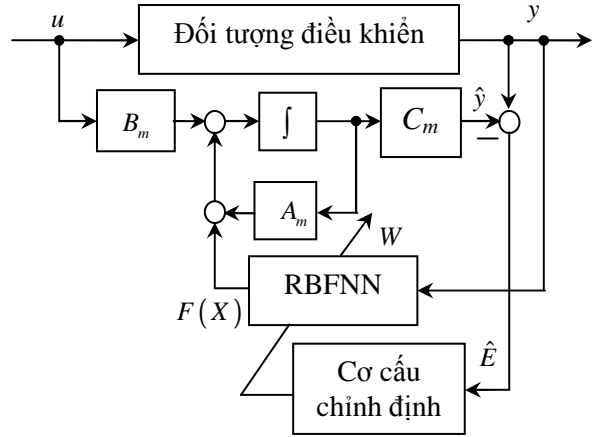 u
y
Đối tượng điều khiển
B_m
∫
C_m
ŷ
−
A_m
W
RBFNN
F(X)
Ê
Cơ cấu
chỉnh định